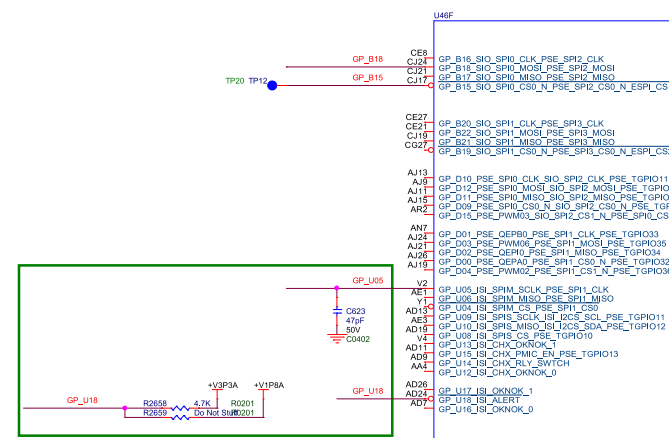 U46F
CE8
GP_B16_SIO_SPI0_CLK_PSE_SPI2_CLK
GP_B18
CJ24
GP_B18_SIO_SPI0_MOSI_PSE_SPI2_MOSI
CJ21
GP_B17_SIO_SPI0_MISO_PSE_SPI2_MISO
TP20 TP12
GP_B15
CJ17
GP_B15_SIO_SPI0_CS0_N_PSE_SPI2_CS0_N_ESPI_CS
CE27
GP_B20_SIO_SPI1_CLK_PSE_SPI3_CLK
CE21
GP_B22_SIO_SPI1_MOSI_PSE_SPI3_MOSI
CJ19
GP_B21_SIO_SPI1_MISO_PSE_SPI3_MISO
CG27
GP_B19_SIO_SPI1_CS0_N_PSE_SPI3_CS0_N_ESPI_CS
AJ13
GP_D10_PSE_SPI0_CLK_SIO_SPI2_CLK_PSE_TGPIO11
AJ9
GP_D12_PSE_SPI0_MOSI_SIO_SPI2_MOSI_PSE_TGPIO
AJ11
GP_D11_PSE_SPI0_MISO_SIO_SPI2_MISO_PSE_TGPIO
AJ15
GP_D09_PSE_SPI0_CS0_N_SIO_SPI2_CS0_N_PSE_TGP
AR2
GP_D15_PSE_PWM03_SIO_SPI2_CS1_N_PSE_SPI0_CS
AN7
GP_D01_PSE_QEPB0_PSE_SPI1_CLK_PSE_TGPIO33
AJ24
GP_D03_PSE_PWM06_PSE_SPI1_MOSI_PSE_TGPIO35
AJ21
GP_D02_PSE_QEPI0_PSE_SPI1_MISO_PSE_TGPIO34
AJ26
GP_D00_PSE_QEPA0_PSE_SPI1_CS0_N_PSE_TGPIO32
AJ19
GP_D04_PSE_PWM02_PSE_SPI1_CS1_N_PSE_TGPIO36
GP_U05
V2
GP_U05_ISI_SPIM_SCLK_PSE_SPI1_CLK
AE1
GP_U06_ISI_SPIM_MISO_PSE_SPI1_MISO
Y1
GP_U04_ISI_SPIM_CS_PSE_SPI1_CS0
AD13
GP_U09_ISI_SPIS_SCLK_ISI_I2CS_SCL_PSE_TGPIO11
AE3
GP_U10_ISI_SPIS_MISO_ISI_I2CS_SDA_PSE_TGPIO12
AD19
GP_U08_ISI_SPIS_CS_PSE_TGPIO10
V4
GP_U13_ISI_CHX_OKNOK_1
AD11
GP_U15_ISI_CHX_PMIC_EN_PSE_TGPIO13
AD9
GP_U14_ISI_CHX_RLY_SWTCH
AA4
GP_U12_ISI_CHX_OKNOK_0
C623
47pF
50V
C0402
+V3P3A
+V1P8A
AD26
GP_U17_ISI_OKNOK_1
GP_U18
AD24
GP_U18_ISI_ALERT
AD7
GP_U16_ISI_OKNOK_0
GP_U18
R2658
4.7K
R0201
R2659
Do Not Stuff
R0201